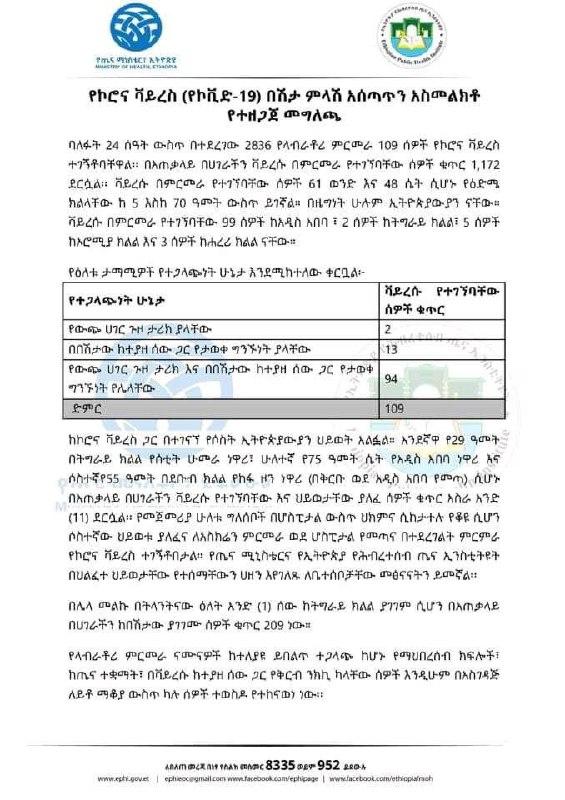 የጤና ሚኒስቴር፣ ኢትዮጵያ
MINISTRY OF HEALTH, ETHIOPIA
Ethiopian Public Health Institute
የኮሮና ቫይረስ (የኮቪድ-19) በሽታ ምላሽ አሰጣጥን አስመልክቶ
የተዘጋጀ መግለጫ
ባለፉት 24 ሰዓት ውስጥ በተደረገው 2836 የላብራቶሪ ምርመራ 109 ሰዎች የኮሮና ቫይረስ
ተገኝቶባቸዋል። በአጠቃላይ በሀገራችን ቫይረሱ በምርመራ የተገኘባቸው ሰዎች ቁጥር 1,172
ደርሷል። ቫይረሱ በምርመራ የተገኘባቸው ሰዎች 61 ወንድ እና 48 ሴት ሲሆኑ የዕድሜ
ክልላቸው ከ 5 እስከ 70 ዓመት ውስጥ ይገኛል። በዜግነት ሁሉም ኢትዮጵያውያን ናቸው።
ቫይረሱ በምርመራ የተገኘባቸው 99 ሰዎች ከአዲስ አበባ ፣ 2 ሰዎች ከትግራይ ክልል፣ 5 ሰዎች
ከኦሮሚያ ክልል እና 3 ሰዎች ከሐረሪ ክልል ናቸው።
የዕለቱ ታማሚዎች የተጋላጭነት ሁኔታ እንደሚከተለው ቀርቧል፡-
የተጋላጭነት ሁኔታ ቫይረሱ የተገኘባቸው
ሰዎች ቁጥር
የውጭ ሀገር ጉዞ ታሪክ ያላቸው 2
በበሽታው ከተያዘ ሰው ጋር የታወቀ ግንኙነት ያላቸው 13
የውጭ ሀገር ጉዞ ታሪክ እና በበሽታው ከተያዘ ሰው ጋር የታወቀ
ግንኙነት የሌላቸው 94
ድምር 109
ከኮሮና ቫይረስ ጋር በተገናኘ የሶስት ኢትዮጵያውያን ህይወት አልፏል። አንደኛዋ የ29 ዓመት
በትግራይ ክልል የሴቲት ሁመራ ነዋሪ፣ ሁለተኛ የ75 ዓመት ሴት የአዲስ አበባ ነዋሪ እና
ሶስተኛ የ55 ዓመት በደቡብ ክልል የከፋ ዞን ነዋሪ (በቅርቡ ወደ አዲስ አበባ የመጣ) ሲሆኑ
በአጠቃላይ በሀገራችን ቫይረሱ የተገኘባቸው እና ህይወታቸው ያለፈ ሰዎች ቁጥር አስራ አንድ
(11) ደርሷል። የመጀመሪያ ሁለቱ ግለሰቦች በሆስፒታል ውስጥ ህክምና ሲከታተሉ የቆዩ ሲሆን
ሶስተኛው ህይወቱ ያለፈና ለአስክሬን ምርመራ ወደ ሆስፒታል የመጣና በተደረገልት ምርምራ
የኮሮና ቫይረስ ተገኝቶበታል። የጤና ሚኒስቴርና የኢትዮጵያ የሕብረተሰብ ጤና ኢንስቲትዩት
በሀልፈተ ህይወታቸው የተሰማቸውን ሀዘን እየገለጹ ለቤተሰቦቻቸው መፅናናትን ይመኛል።
በሌላ መልኩ በትላንትናው ዕለት አንድ (1) ሰው ከትግራይ ክልል ያገገመ ሲሆን በአጠቃላይ
በሀገራችን ከበሽታው ያገገሙ ሰዎች ቁጥር 209 ነው።
የላብራቶሪ ምርመራ ናሙናዎች ከተለያዩ ይበልጥ ተጋላጭ ከሆኑ የማህበረሰብ ክፍሎች፣
ከጤና ተቋማት፣ በቫይረሱ ከተያዘ ሰው ጋር የቅርብ ንክኪ ካላቸው ሰዎች እንዲሁም በአስገዳጅ
ለይቶ ማቆያ ውስጥ ካሉ ሰዎች ተወስዶ የተከናወነ ነው።
ለበለጠ መረጃ በነፃ የስልክ መስመር 8335 ወይም 952 ይደውሉ
www.ephi.gov.et | ephieoc@gmail.com www.facebook.com/ephipage | www.facebook.com/ethiopiafmoh